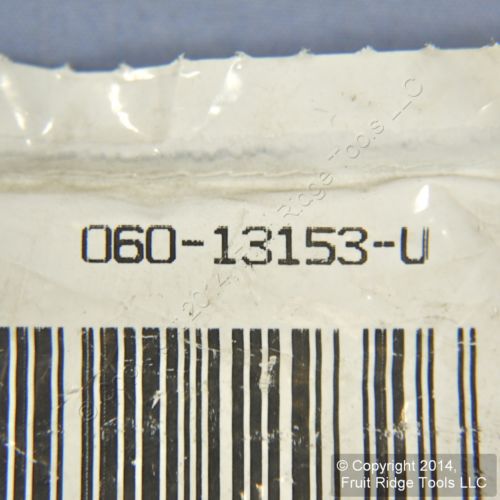 060-13153-U
© Copyright 2014,
Fruit Ridge Tools LLC